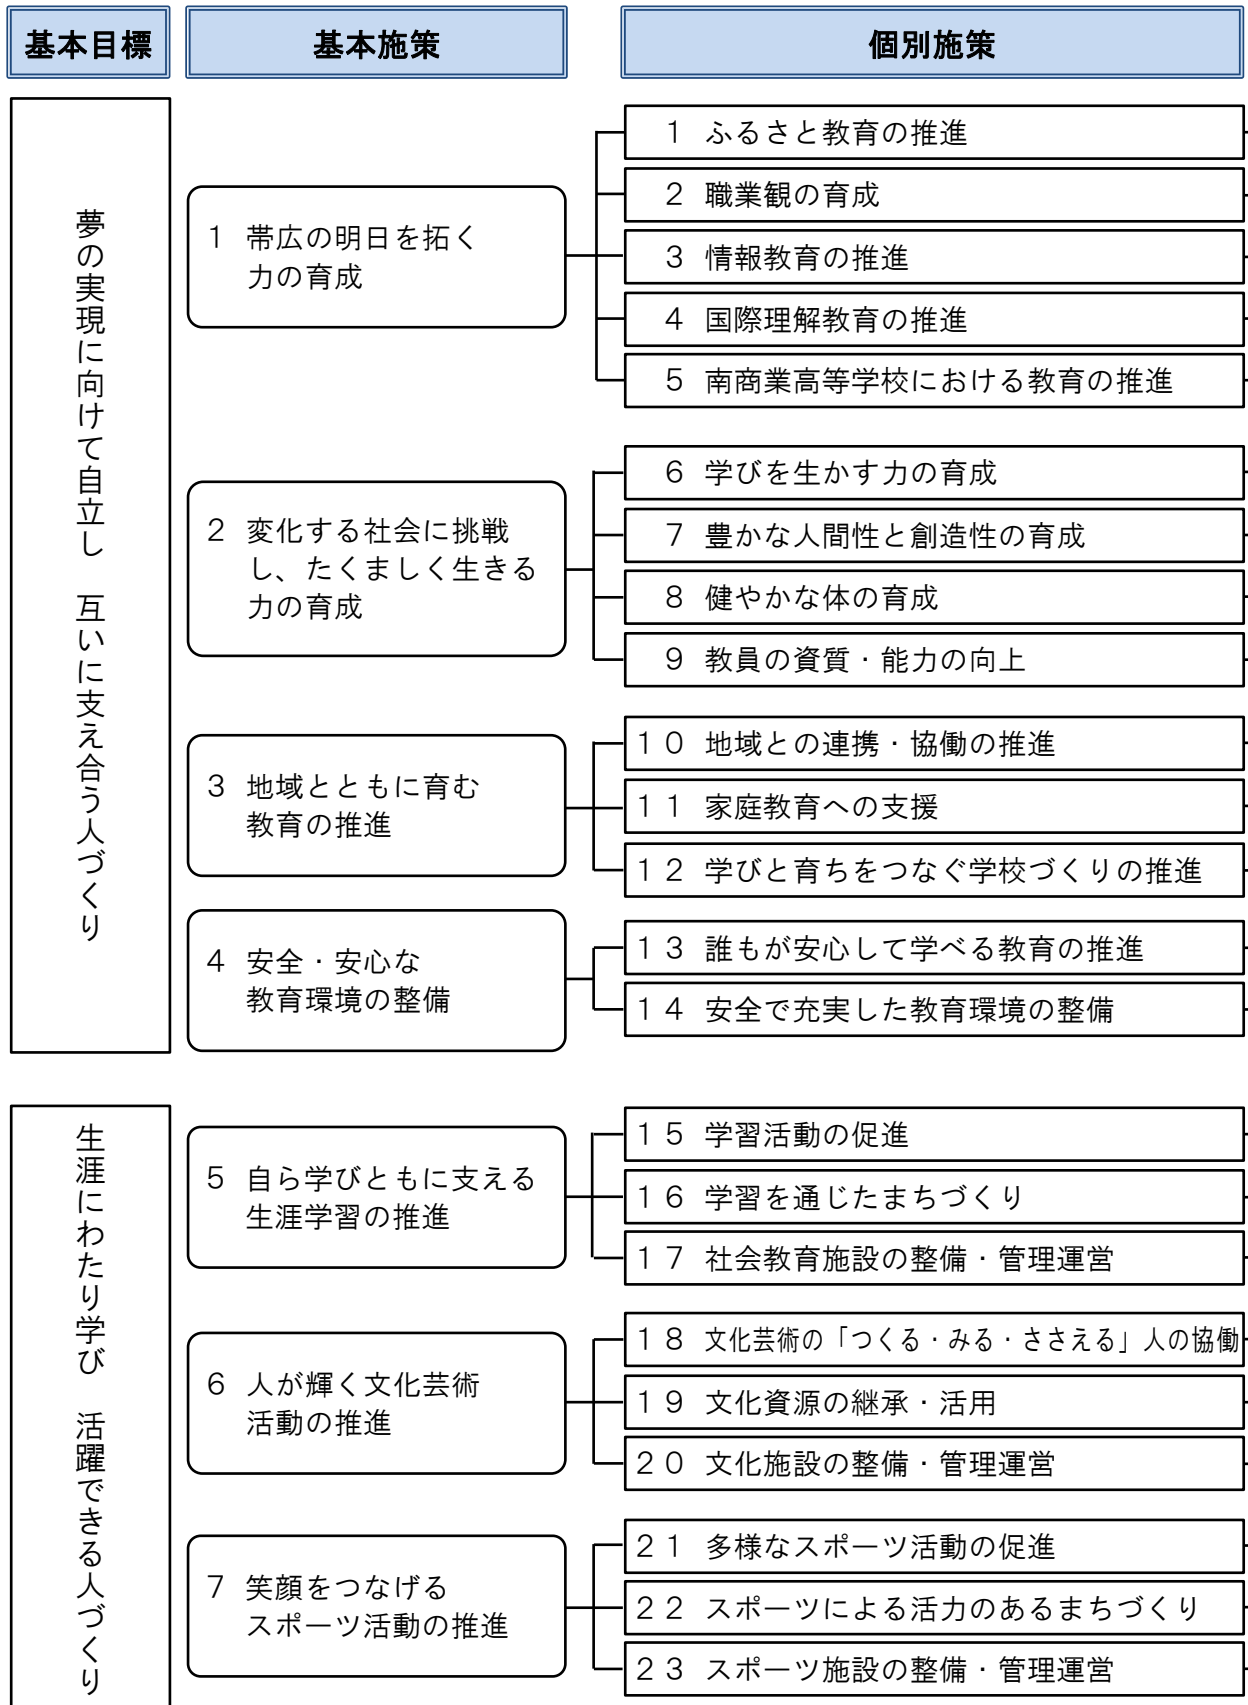 基本目標
基本施策
個別施策
夢の実現に向けて自立し　互いに支え合う人づくり
1　帯広の明日を拓く
力の育成
1　ふるさと教育の推進
2　職業観の育成
3　情報教育の推進
4　国際理解教育の推進
5　南商業高等学校における教育の推進
2　変化する社会に挑戦
し、たくましく生きる
力の育成
6　学びを生かす力の育成
7　豊かな人間性と創造性の育成
8　健やかな体の育成
9　教員の資質・能力の向上
3　地域とともに育む
教育の推進
10　地域との連携・協働の推進
11　家庭教育への支援
12　学びと育ちをつなぐ学校づくりの推進
4　安全・安心な
教育環境の整備
13　誰もが安心して学べる教育の推進
14　安全で充実した教育環境の整備
生涯にわたり学び　活躍できる人づくり
5　自ら学びともに支える
生涯学習の推進
15　学習活動の促進
16　学習を通じたまちづくり
17　社会教育施設の整備・管理運営
6　人が輝く文化芸術
活動の推進
18　文化芸術の「つくる・みる・ささえる」人の協働
19　文化資源の継承・活用
20　文化施設の整備・管理運営
7　笑顔をつなげる
スポーツ活動の推進
21　多様なスポーツ活動の促進
22　スポーツによる活力のあるまちづくり
23　スポーツ施設の整備・管理運営